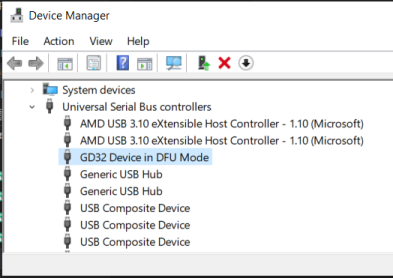 Device Manager
File Action View Help
System devices
Universal Serial Bus controllers
AMD USB 3.10 eXtensible Host Controller - 1.10 (Microsoft)
AMD USB 3.10 eXtensible Host Controller - 1.10 (Microsoft)
GD32 Device in DFU Mode
Generic USB Hub
Generic USB Hub
USB Composite Device
USB Composite Device
USB Composite Device